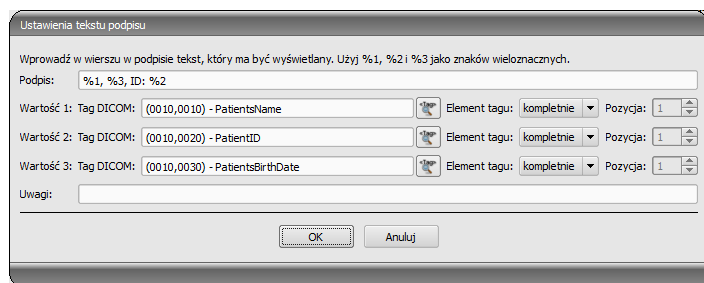 Ustawienia tekstu podpisu
Wprowadź w wierszu w podpisie tekst, który ma być wyświetlany. Użyj %1, %2 i %3 jako znaków wieloznacznych.
Podpis: %1, %3, ID: %2
Wartość 1: Tag DICOM: (0010,0010) - PatientsName Element tagu: kompletnie Pozycja: 1
Wartość 2: Tag DICOM: (0010,0020) - PatientID Element tagu: kompletnie Pozycja: 1
Wartość 3: Tag DICOM: (0010,0030) - PatientsBirthDate Element tagu: kompletnie Pozycja: 1
Uwagi:
OK Anuluj